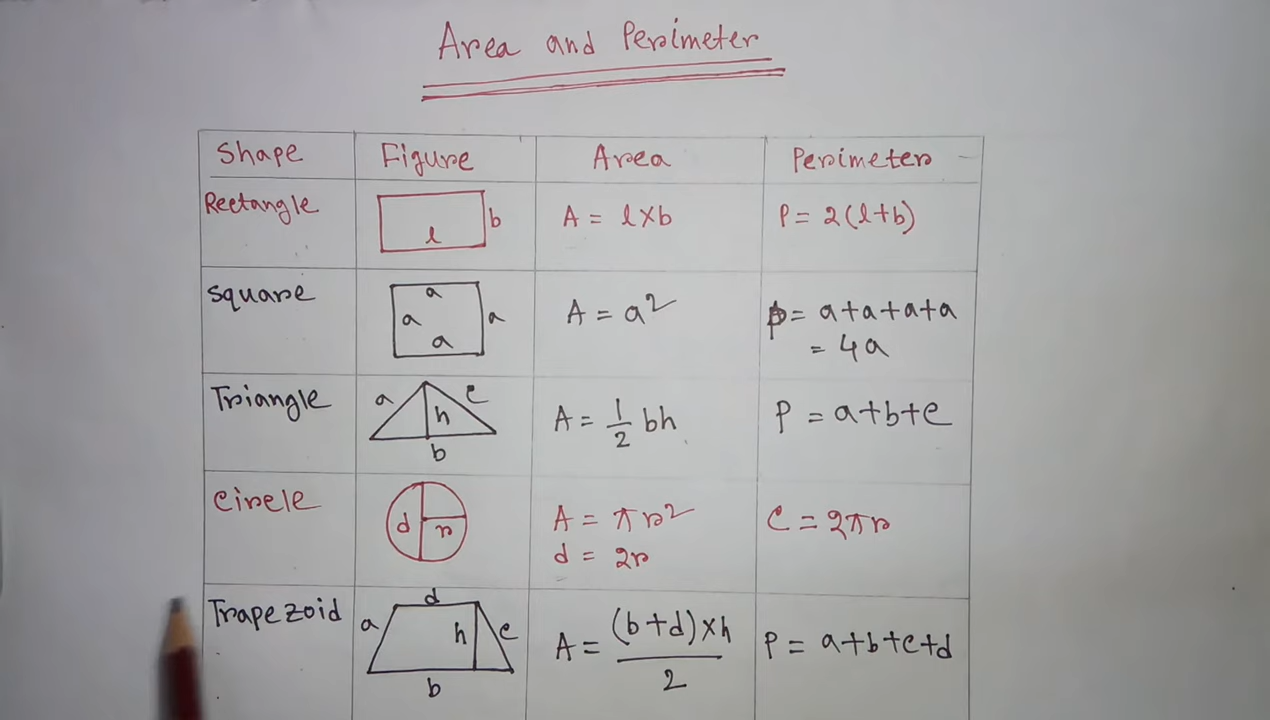 Area and Perimeter
Shape Figure Area Perimeter
Rectangle l b A = l×b P = 2(l+b)
Square a a a a A = a² P = a+a+a+a
= 4a
Triangle a c h b A = 1/2 bh P = a+b+c
Circle d r A = πr² C = 2πr
d = 2r
Trapezoid d a h c b A = (b+d)×h / 2 P = a+b+c+d